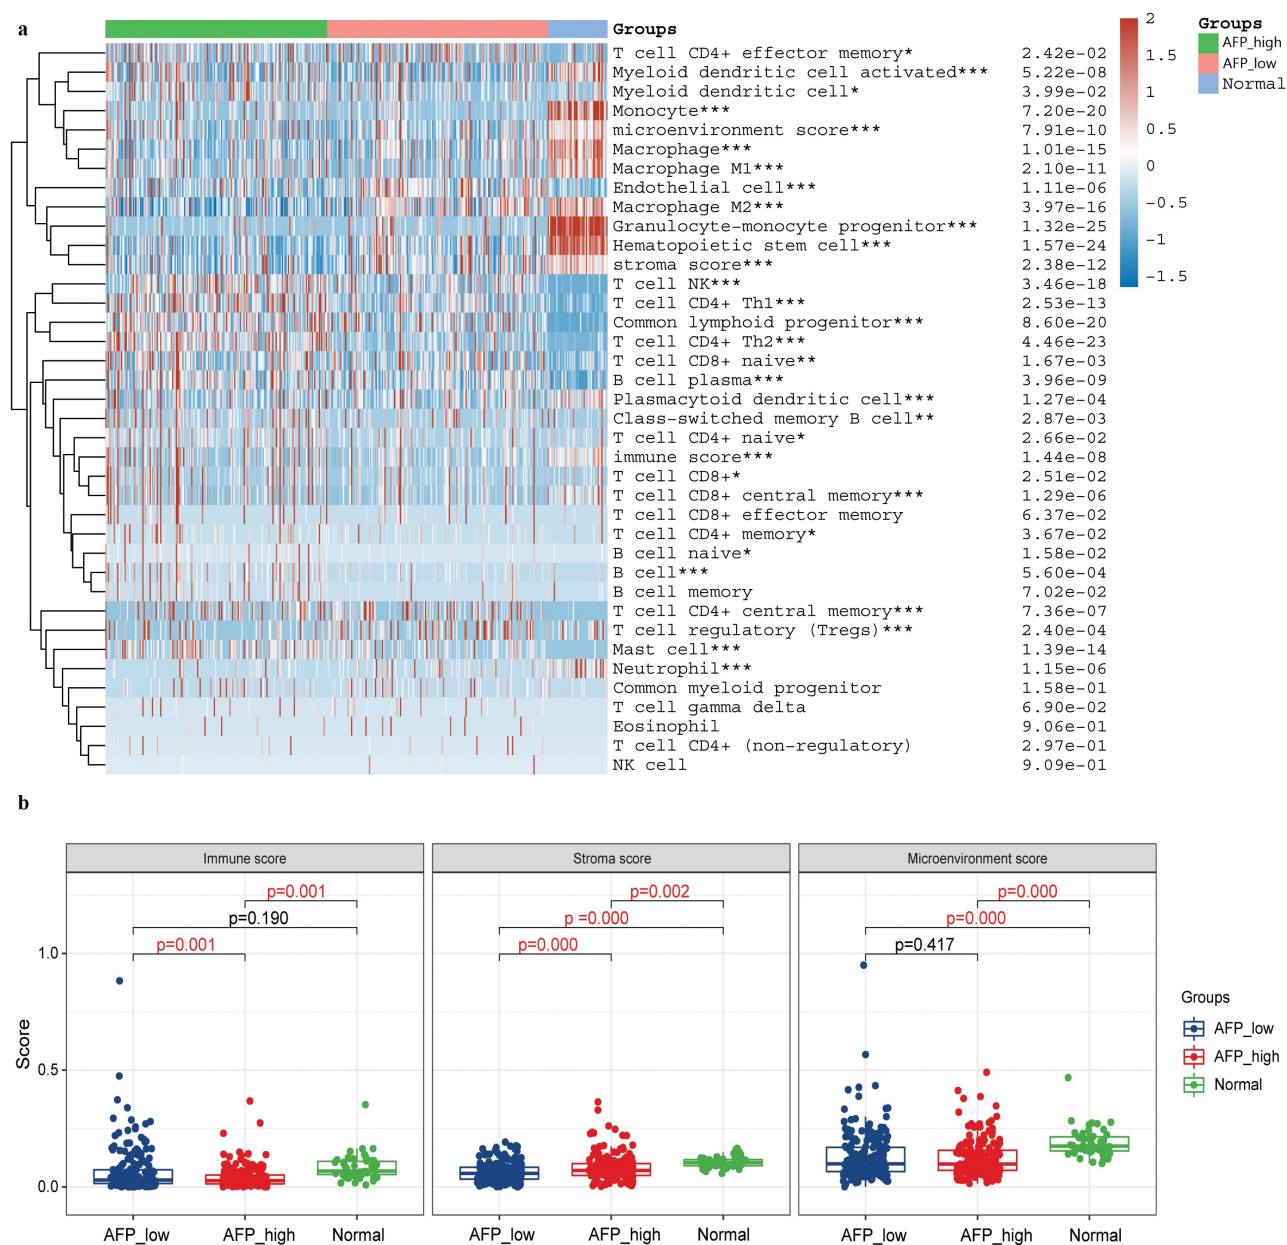 a
Groups
T cell CD4+ effector memory* 2.42e-02
Myeloid dendritic cell activated*** 5.22e-08
Myeloid dendritic cell* 3.99e-02
Monocyte*** 7.20e-20
microenvironment score*** 7.91e-10
Macrophage*** 1.01e-15
Macrophage M1*** 2.10e-11
Endothelial cell*** 1.11e-06
Macrophage M2*** 3.97e-16
Granulocyte-monocyte progenitor*** 1.32e-25
Hematopoietic stem cell*** 1.57e-24
stroma score*** 2.38e-12
T cell NK*** 3.46e-18
T cell CD4+ Th1*** 2.53e-13
Common lymphoid progenitor*** 8.60e-20
T cell CD4+ Th2*** 4.46e-23
T cell CD8+ naive** 1.67e-03
B cell plasma*** 3.96e-09
Plasmacytoid dendritic cell*** 1.27e-04
Class-switched memory B cell** 2.87e-03
T cell CD4+ naive* 2.66e-02
immune score*** 1.44e-08
T cell CD8+* 2.51e-02
T cell CD8+ central memory*** 1.29e-06
T cell CD8+ effector memory 6.37e-02
T cell CD4+ memory* 3.67e-02
B cell naive* 1.58e-02
B cell*** 5.60e-04
B cell memory 7.02e-02
T cell CD4+ central memory*** 7.36e-07
T cell regulatory (Tregs)*** 2.40e-04
Mast cell*** 1.39e-14
Neutrophil*** 1.15e-06
Common myeloid progenitor 1.58e-01
T cell gamma delta 6.90e-02
Eosinophil 9.06e-01
T cell CD4+ (non-regulatory) 2.97e-01
NK cell 9.09e-01
2
1.5
1
0.5
0
−0.5
−1
−1.5
Groups
AFP_high
AFP_low
Normal
b
Immune score
Stroma score
Microenvironment score
p=0.001
p=0.190
p=0.001
p=0.002
p =0.000
p=0.000
p=0.000
p=0.000
p=0.417
Score
1.0
0.5
0.0
AFP_low AFP_high Normal
AFP_low AFP_high Normal
AFP_low AFP_high Normal
Groups
AFP_low
AFP_high
Normal